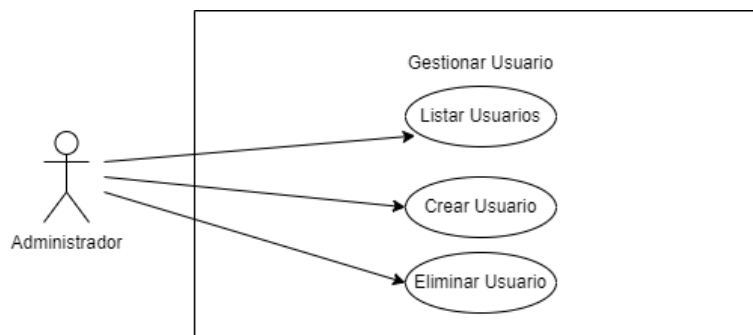 Gestionar Usuario
Listar Usuarios
Crear Usuario
Administrador
Eliminar Usuario